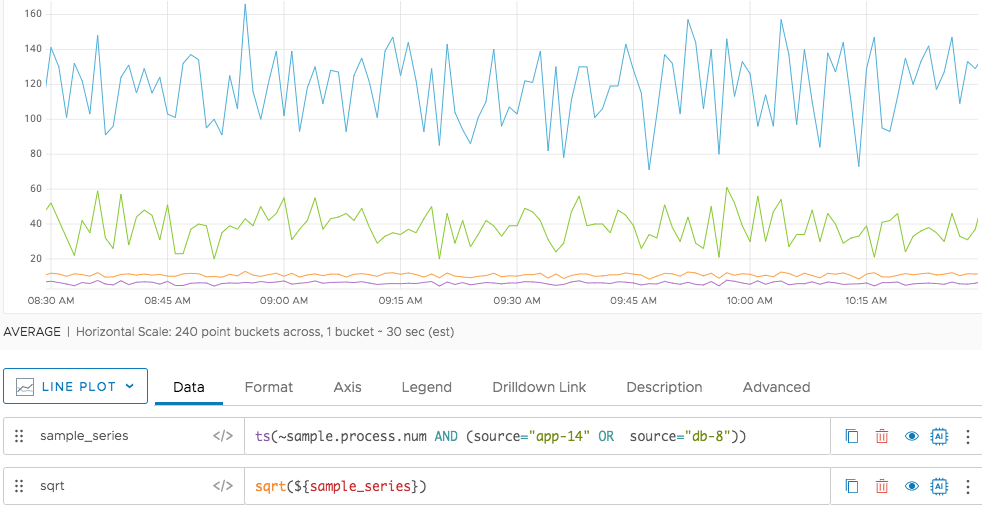 160
140
120
100
80
60
40
20
08:30 AM 08:45 AM 09:00 AM 09:15 AM 09:30 AM 09:45 AM 10:00 AM 10:15 AM
AVERAGE | Horizontal Scale: 240 point buckets across, 1 bucket ~ 30 sec (est)
LINE PLOT Data Format Axis Legend Drilldown Link Description Advanced
sample_series </> ts(~sample.process.num AND (source="app-14" OR  source="db-8")) AI
sqrt </> sqrt(${sample_series}) AI